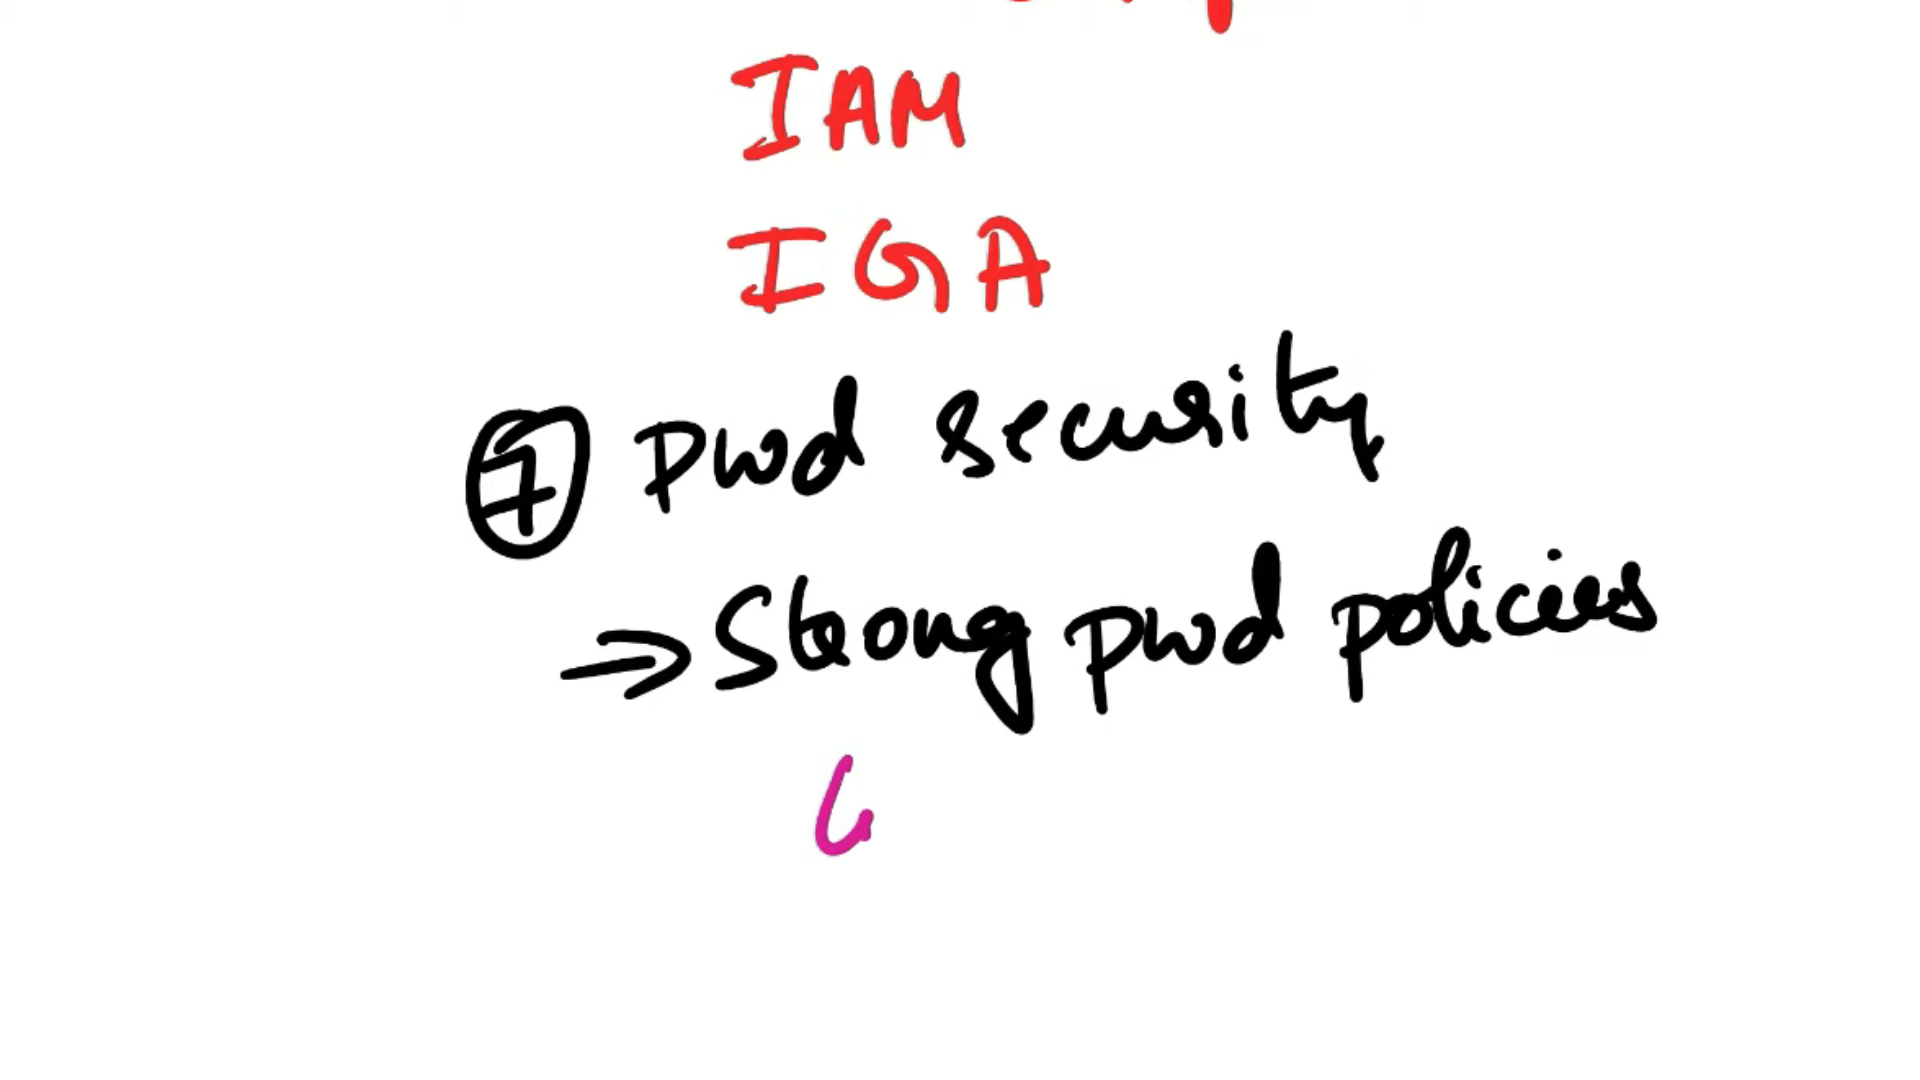 IAM
IGA
⑦ pwd security
⇒ Strong pwd policies